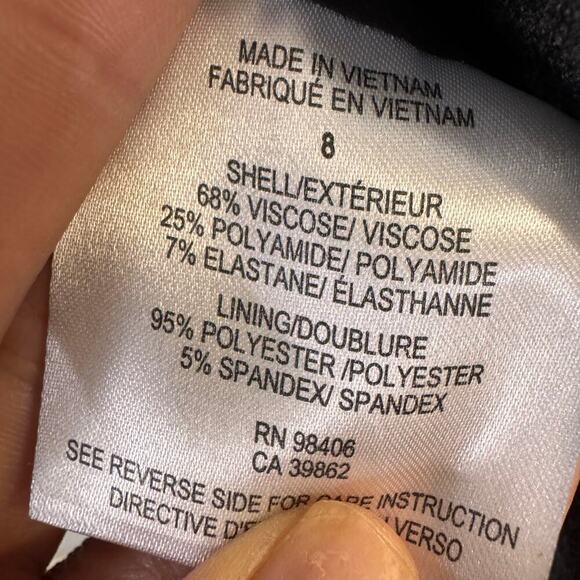 MADE IN VIETNAM
FABRIQUÉ EN VIETNAM
8
SHELL/EXTÉRIEUR
68% VISCOSE/ VISCOSE
25% POLYAMIDE/ POLYAMIDE
7% ELASTANE/ ÉLASTHANNE
LINING/DOUBLURE
95% POLYESTER /POLYESTER
5% SPANDEX/ SPANDEX
RN 98406
CA 39862
SEE REVERSE SIDE FOR CARE INSTRUCTION
DIRECTIVE